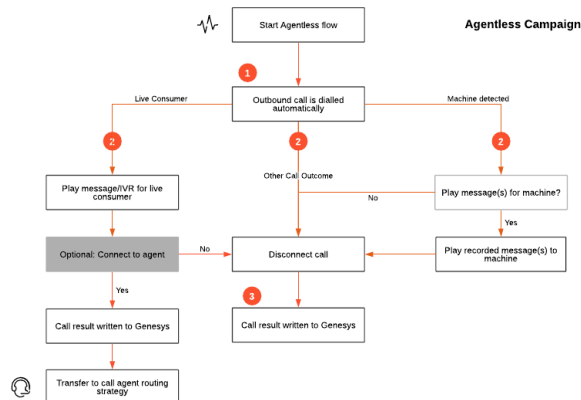 Agentless Campaign
Start Agentless flow
1
Outbound call is dialled
automatically
Live Consumer
Machine detected
2
2
2
Play message/IVR for live
consumer
Other Call Outcome
No
Play message(s) for machine?
Yes
Optional: Connect to agent
No
Disconnect call
Play recorded message(s) to
machine
Yes
3
Call result written to Genesys
Call result written to Genesys
Transfer to call agent routing
strategy